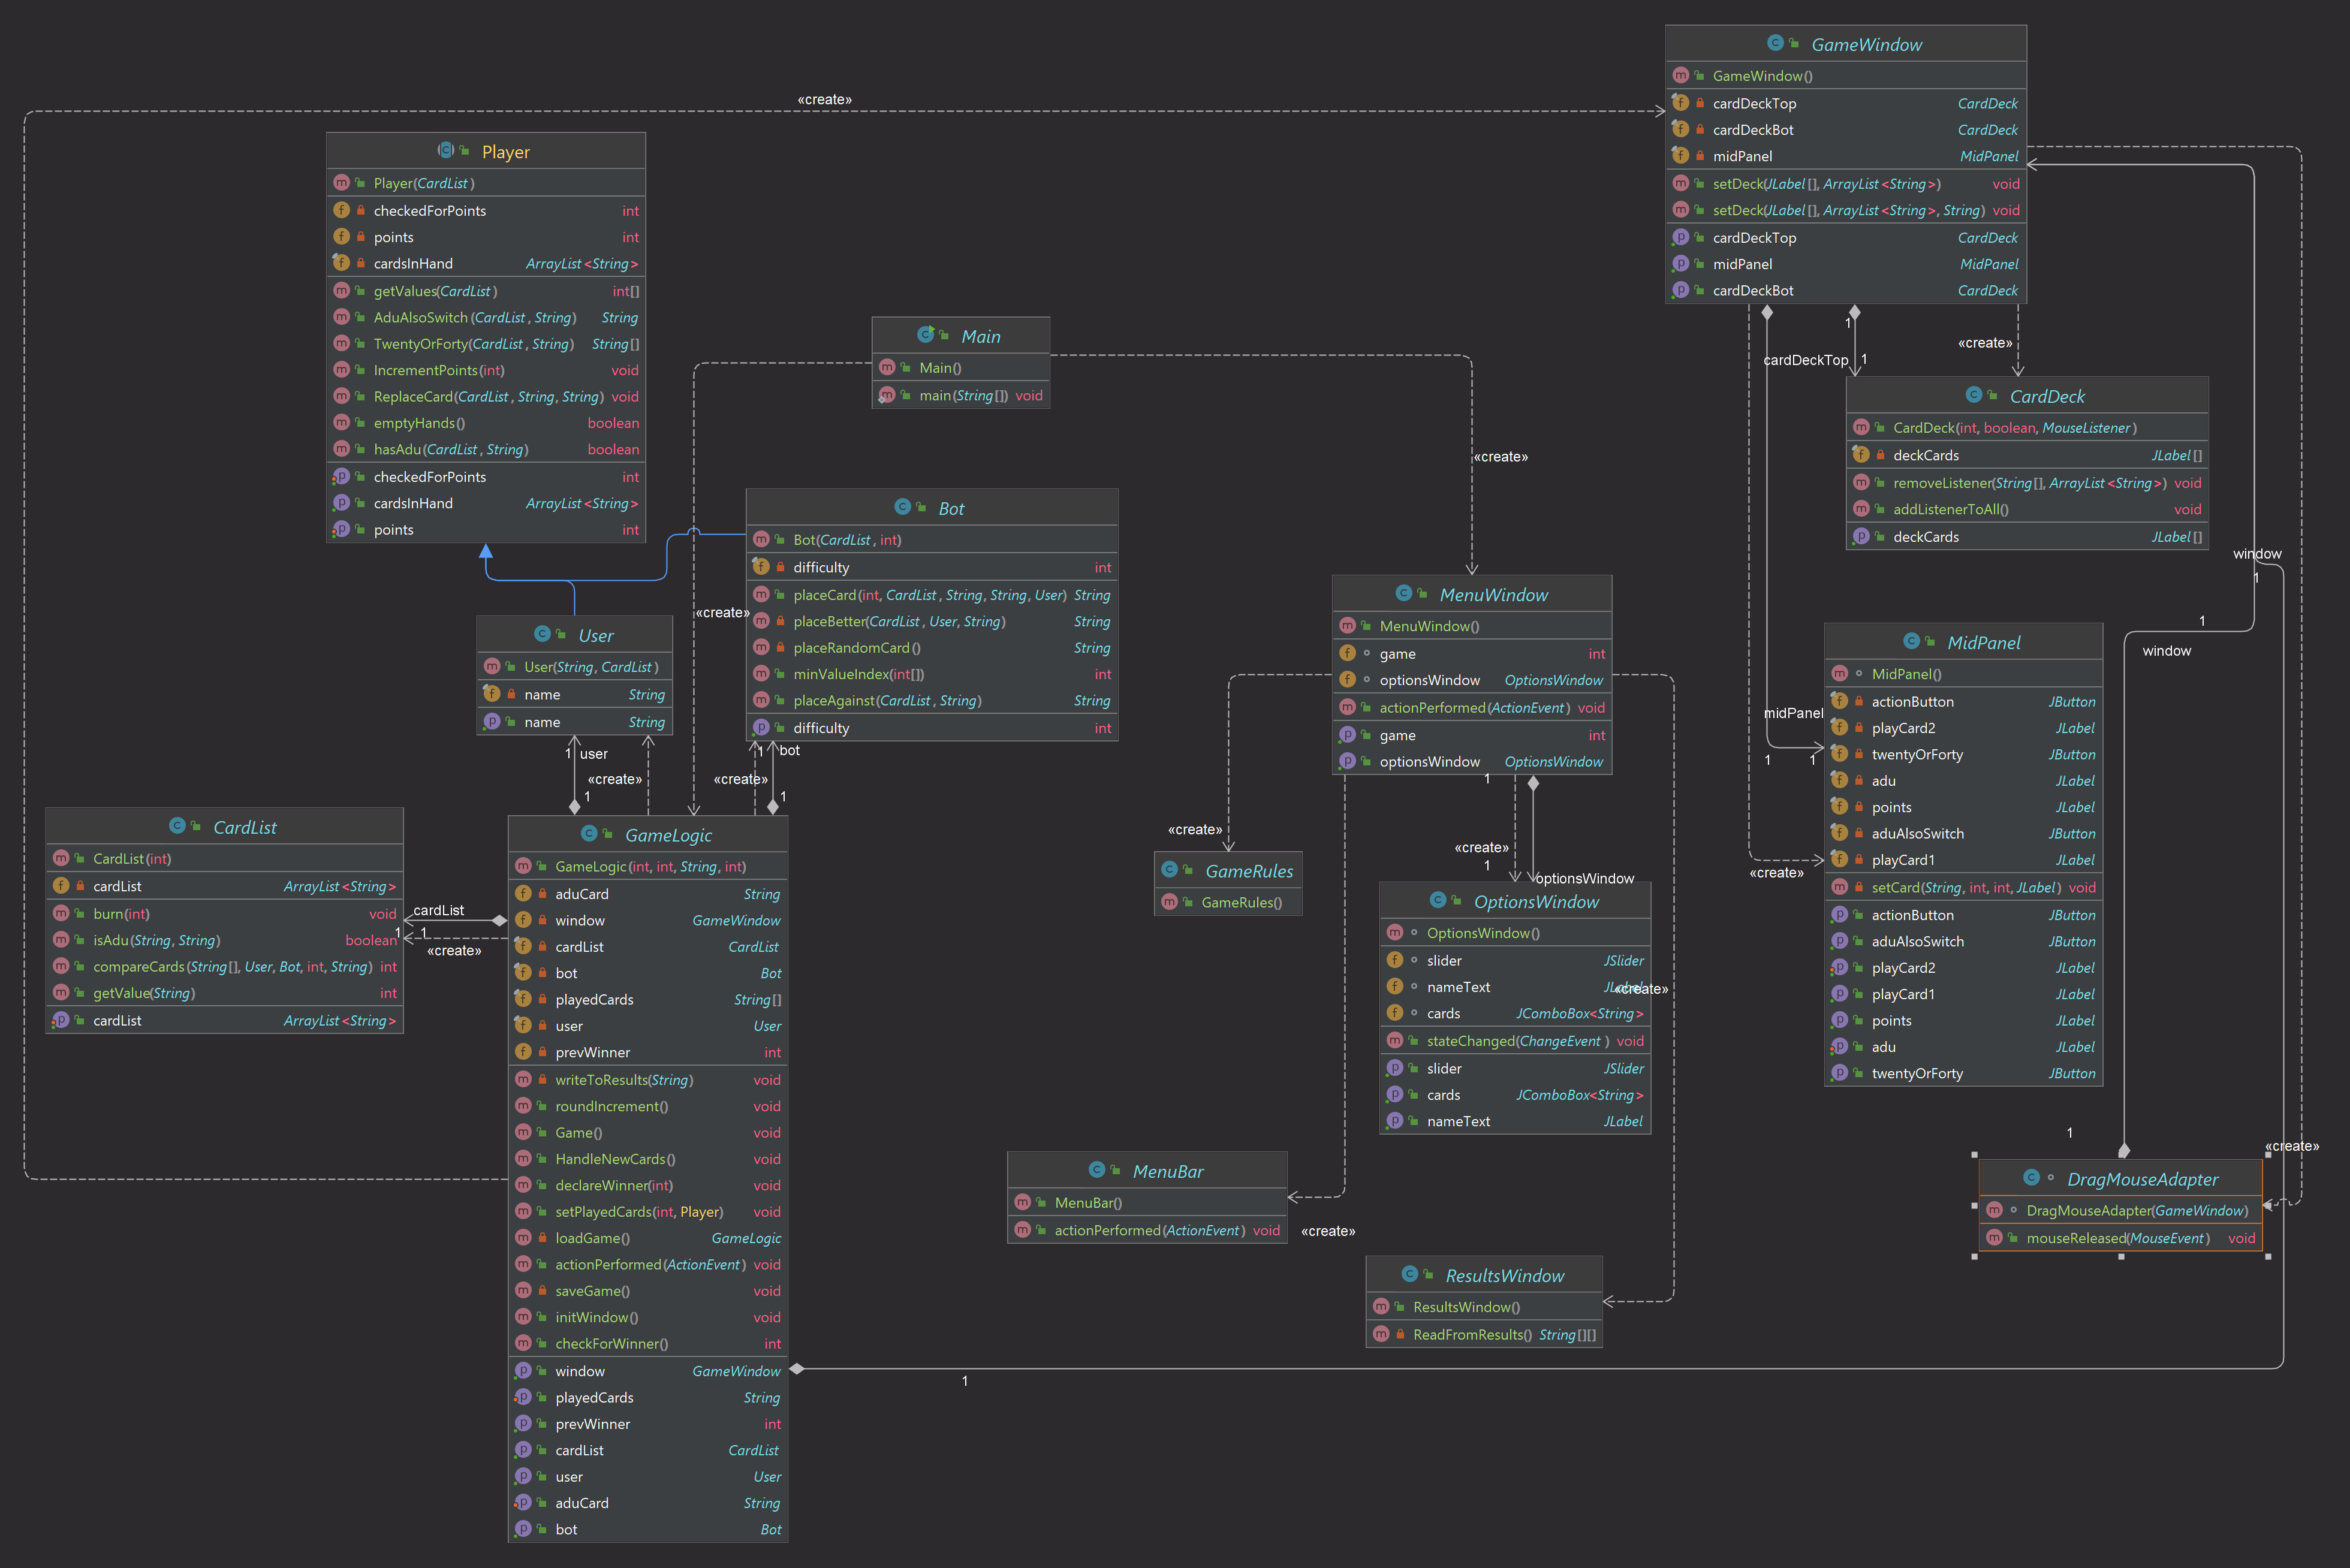 GameWindow
GameWindow()
cardDeckTop CardDeck
cardDeckBot CardDeck
midPanel MidPanel
setDeck(JLabel[], ArrayList<String>) void
setDeck(JLabel[], ArrayList<String>, String) void
cardDeckTop CardDeck
midPanel MidPanel
cardDeckBot CardDeck
«create»
Player
Player(CardList)
checkedForPoints int
points int
cardsInHand ArrayList<String>
getValues(CardList) int[]
AduAlsoSwitch(CardList, String) String
TwentyOrForty(CardList, String) String[]
IncrementPoints(int) void
ReplaceCard(CardList, String, String) void
emptyHands() boolean
hasAdu(CardList, String) boolean
checkedForPoints int
cardsInHand ArrayList<String>
points int
Main
Main()
main(String[]) void
«create»
«create»
1
cardDeckTop 1
«create»
CardDeck
CardDeck(int, boolean, MouseListener)
deckCards JLabel[]
removeListener(String[], ArrayList<String>) void
addListenerToAll() void
deckCards JLabel[]
Bot
Bot(CardList, int)
difficulty int
placeCard(int, CardList, String, String, User) String
placeBetter(CardList, User, String) String
placeRandomCard() String
minValueIndex(int[]) int
placeAgainst(CardList, String) String
difficulty int
User
User(String, CardList)
name String
name String
1 user
«create»
1
1 bot
«create»
1
MenuWindow
MenuWindow()
game int
optionsWindow OptionsWindow
actionPerformed(ActionEvent) void
game int
optionsWindow OptionsWindow
window
1
1
window
MidPanel
MidPanel()
actionButton JButton
playCard2 JLabel
twentyOrForty JButton
adu JLabel
points JLabel
aduAlsoSwitch JButton
playCard1 JLabel
setCard(String, int, int, JLabel) void
actionButton JButton
aduAlsoSwitch JButton
playCard2 JLabel
playCard1 JLabel
points JLabel
adu JLabel
twentyOrForty JButton
midPanel
1 1
«create»
CardList
CardList(int)
cardList ArrayList<String>
burn(int) void
isAdu(String, String) boolean
compareCards(String[], User, Bot, int, String) int
getValue(String) int
cardList ArrayList<String>
cardList
1 1
«create»
GameLogic
GameLogic(int, int, String, int)
aduCard String
window GameWindow
cardList CardList
bot Bot
playedCards String[]
user User
prevWinner int
writeToResults(String) void
roundIncrement() void
Game() void
HandleNewCards() void
declareWinner(int) void
setPlayedCards(int, Player) void
loadGame() GameLogic
actionPerformed(ActionEvent) void
saveGame() void
initWindow() void
checkForWinner() int
window GameWindow
playedCards String
prevWinner int
cardList CardList
user User
aduCard String
bot Bot
1
«create»
GameRules
GameRules()
1
«create»
1
optionsWindow
OptionsWindow
OptionsWindow()
slider JSlider
nameText JLabel
«create»
cards JComboBox<String>
stateChanged(ChangeEvent) void
slider JSlider
cards JComboBox<String>
nameText JLabel
MenuBar
MenuBar()
actionPerformed(ActionEvent) void
«create»
ResultsWindow
ResultsWindow()
ReadFromResults() String[][]
1
«create»
DragMouseAdapter
DragMouseAdapter(GameWindow)
mouseReleased(MouseEvent) void